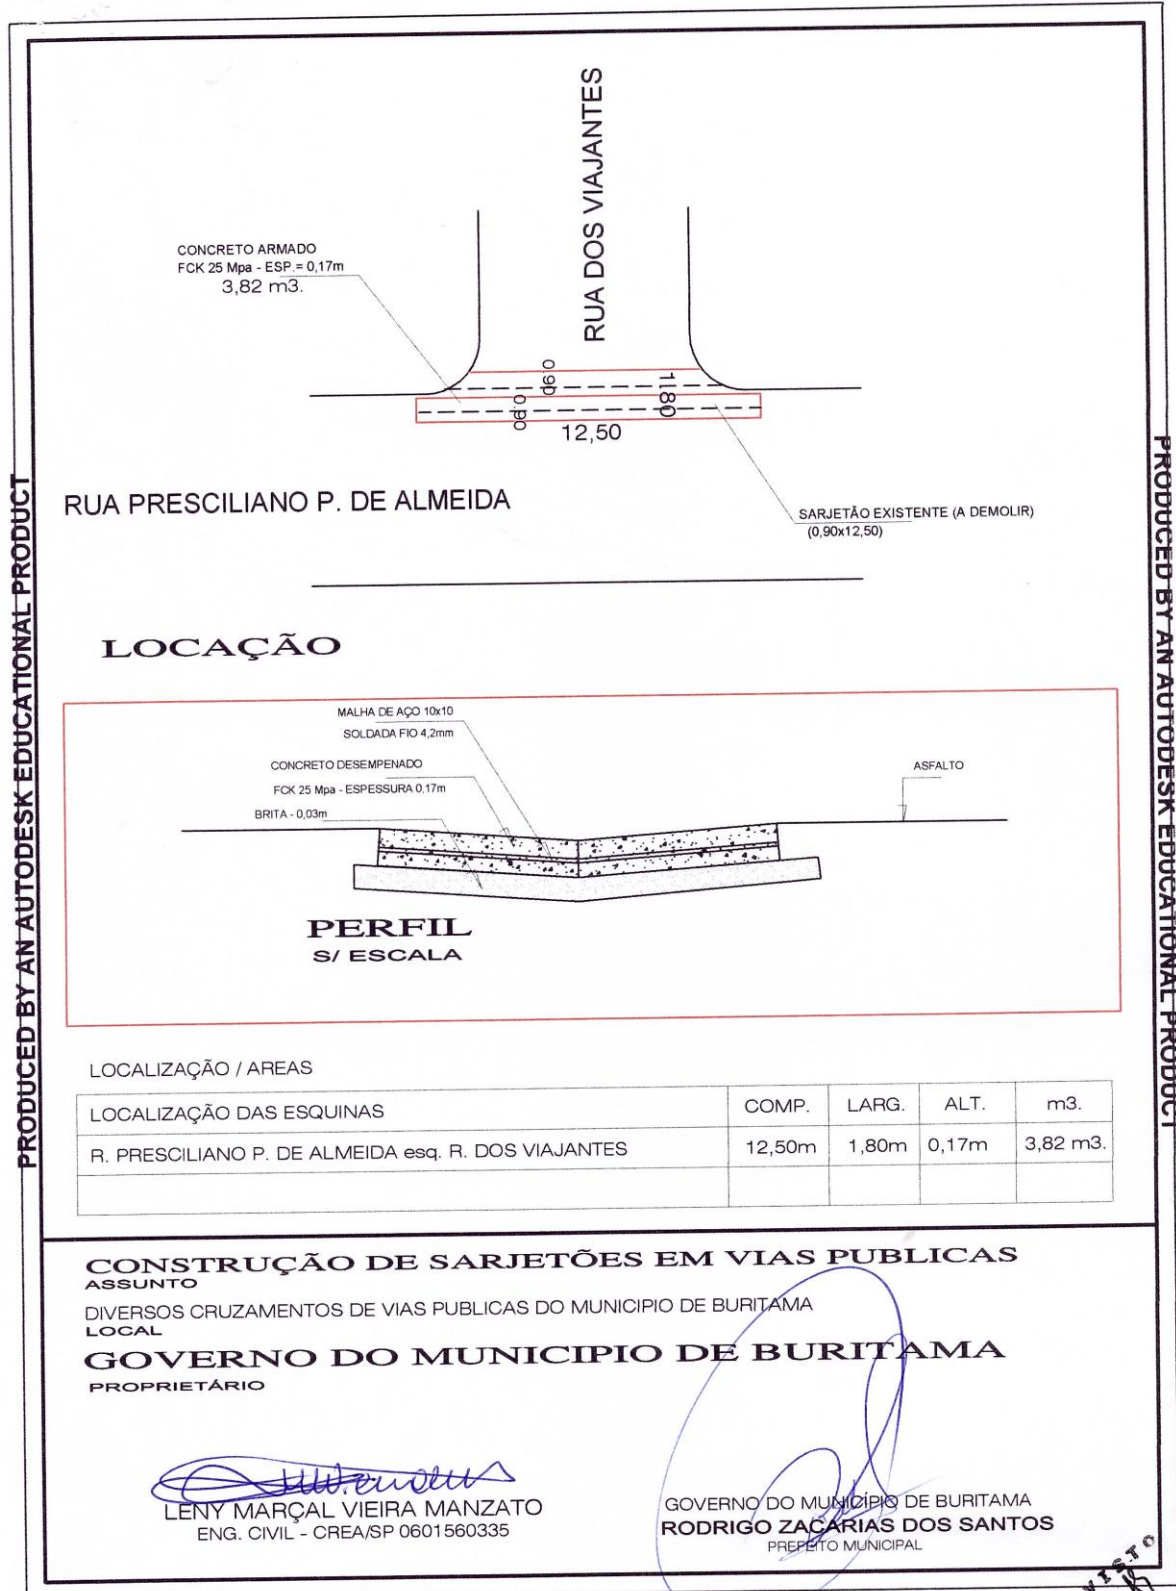 RUA DOS VIAJANTES
CONCRETO ARMADO
FCK 25 Mpa - ESP.= 0,17m
3,82 m3.
0,90
1,80
0,90
12,50
RUA PRESCILIANO P. DE ALMEIDA
SARJETÃO EXISTENTE (A DEMOLIR)
(0,90x12,50)
LOCAÇÃO
MALHA DE AÇO 10x10
SOLDADA FIO 4,2mm
CONCRETO DESEMPENADO
FCK 25 Mpa - ESPESSURA 0,17m
BRITA - 0,03m
ASFALTO
PERFIL
S/ ESCALA
LOCALIZAÇÃO / AREAS
LOCALIZAÇÃO DAS ESQUINAS COMP. LARG. ALT. m3.
R. PRESCILIANO P. DE ALMEIDA esq. R. DOS VIAJANTES 12,50m 1,80m 0,17m 3,82 m3.
CONSTRUÇÃO DE SARJETÕES EM VIAS PUBLICAS
ASSUNTO
DIVERSOS CRUZAMENTOS DE VIAS PUBLICAS DO MUNICIPIO DE BURITAMA
LOCAL
GOVERNO DO MUNICIPIO DE BURITAMA
PROPRIETÁRIO
LENY MARÇAL VIEIRA MANZATO
ENG. CIVIL - CREA/SP 0601560335
GOVERNO DO MUNICÍPIO DE BURITAMA
RODRIGO ZACARIAS DOS SANTOS
PREFEITO MUNICIPAL
VISTO
PRODUCED BY AN AUTODESK EDUCATIONAL PRODUCT
PRODUCED BY AN AUTODESK EDUCATIONAL PRODUCT